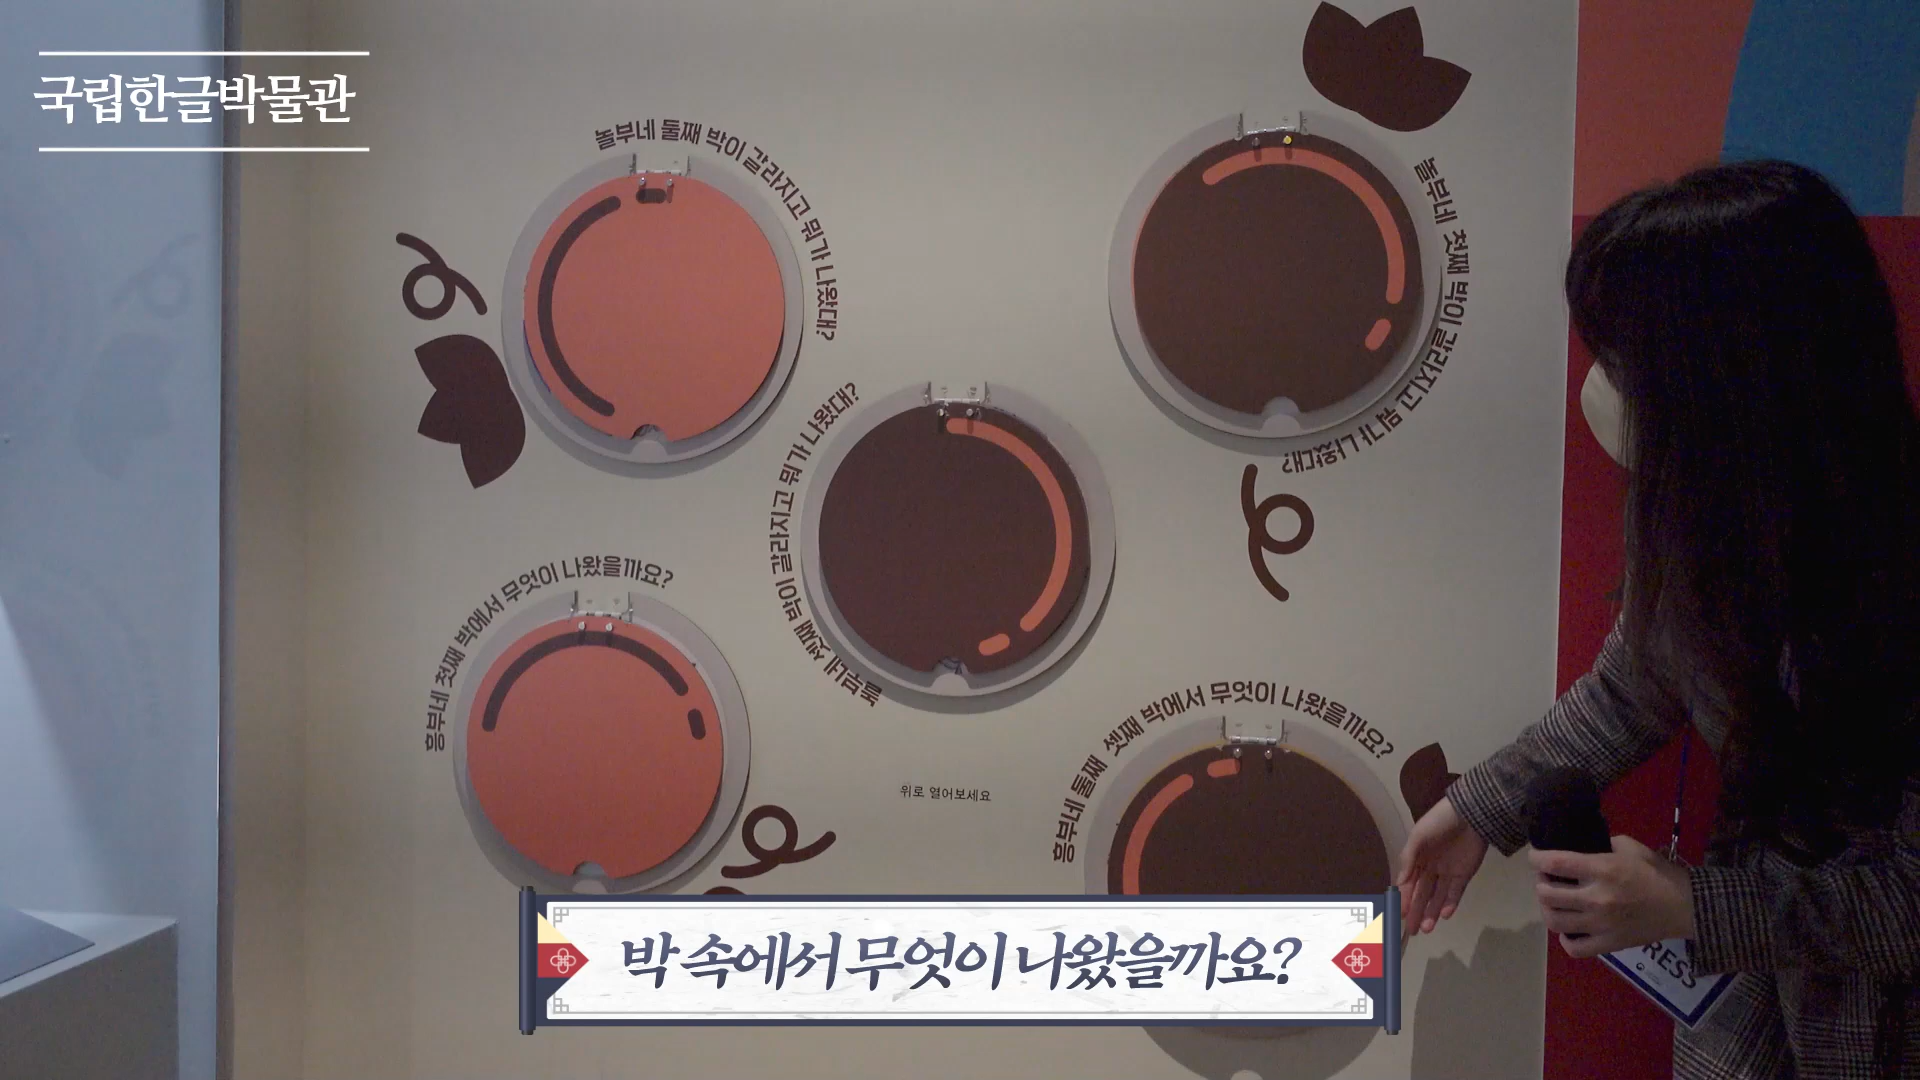 국립한글박물관
놀부네 둘째 박이 갈라지고 뭐가 나왔대?
놀부네 첫째 박이 갈라지고 뭐가 나왔대?
놀부네 셋째 박이 갈라지고 뭐가 나왔대?
흥부네 첫째 박에서 무엇이 나왔을까요?
흥부네 둘째 셋째 박에서 무엇이 나왔을까요?
위로 열어보세요
박 속에서 무엇이 나왔을까요?
PRESS